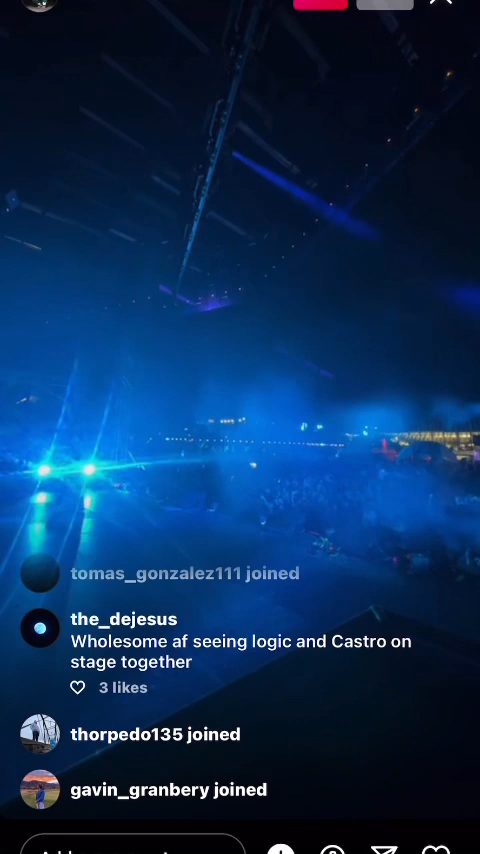 tomas_gonzalez111 joined
the_dejesus
Wholesome af seeing logic and Castro on
stage together
3 likes
thorpedo135 joined
gavin_granbery joined